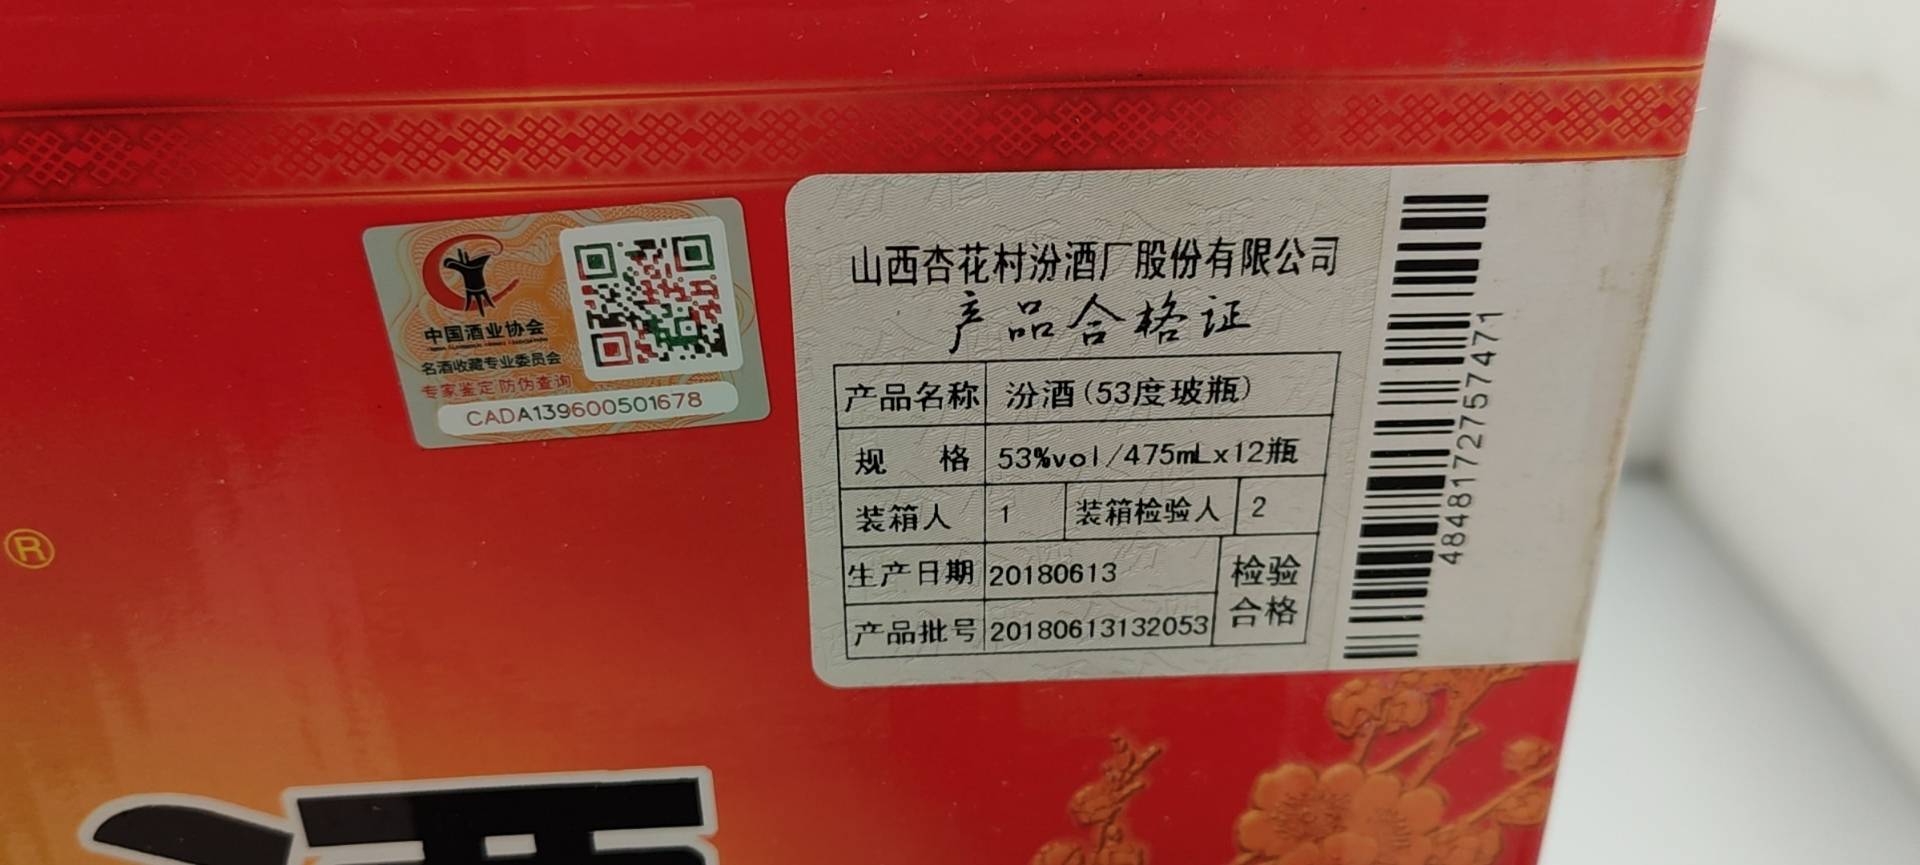 中国酒业协会
名酒收藏专业委员会
专家鉴定 防伪查询
CADA139600501678
山西杏花村汾酒厂股份有限公司
产品合格证
产品名称 汾酒(53度玻瓶)
规 格 53%vol/475mLx12瓶
装箱人 1 装箱检验人 2
生产日期 20180613 检验
产品批号 20180613132053 合格
4848172757471
®